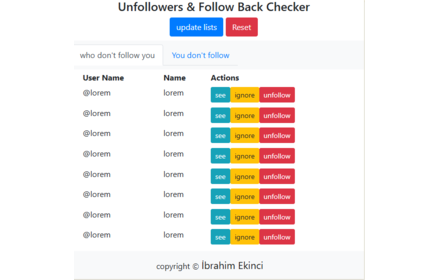 Unfollowers & Follow Back Checker
update lists Reset
who don't follow you You don't follow
User Name Name Actions
@lorem lorem see ignore unfollow
@lorem lorem see ignore unfollow
@lorem lorem see ignore unfollow
@lorem lorem see ignore unfollow
@lorem lorem see ignore unfollow
@lorem lorem see ignore unfollow
@lorem lorem see ignore unfollow
@lorem lorem see ignore unfollow
copyright © İbrahim Ekinci